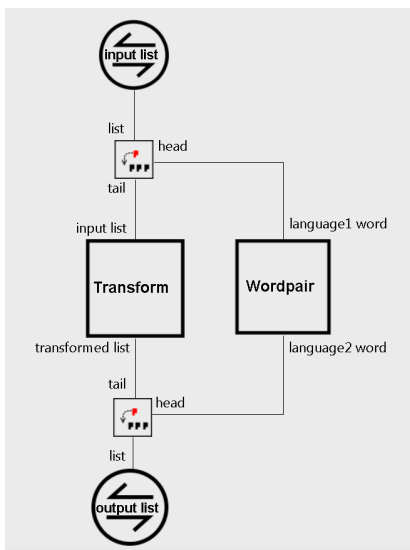 input list
list
head
tail
input list
language1 word
Transform
Wordpair
transformed list
language2 word
tail
head
list
output list